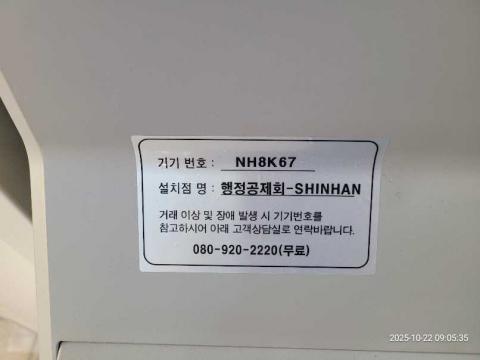 기기 번호 : NH8K67
설치점 명 : 행정공제회-SHINHAN
거래 이상 및 장애 발생 시 기기번호를
참고하시어 아래 고객상담실로 연락바랍니다.
080-920-2220(무료)
2025-10-22 09:05:35